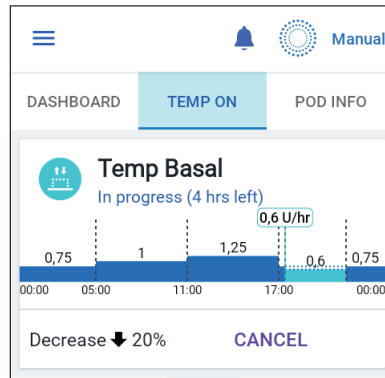 Manual
DASHBOARD TEMP ON POD INFO
Temp Basal
In progress (4 hrs left)
0,6 U/hr
0,75 1 1,25 0,6 0,75
00:00 05:00 11:00 17:00 00:00
Decrease 20% CANCEL